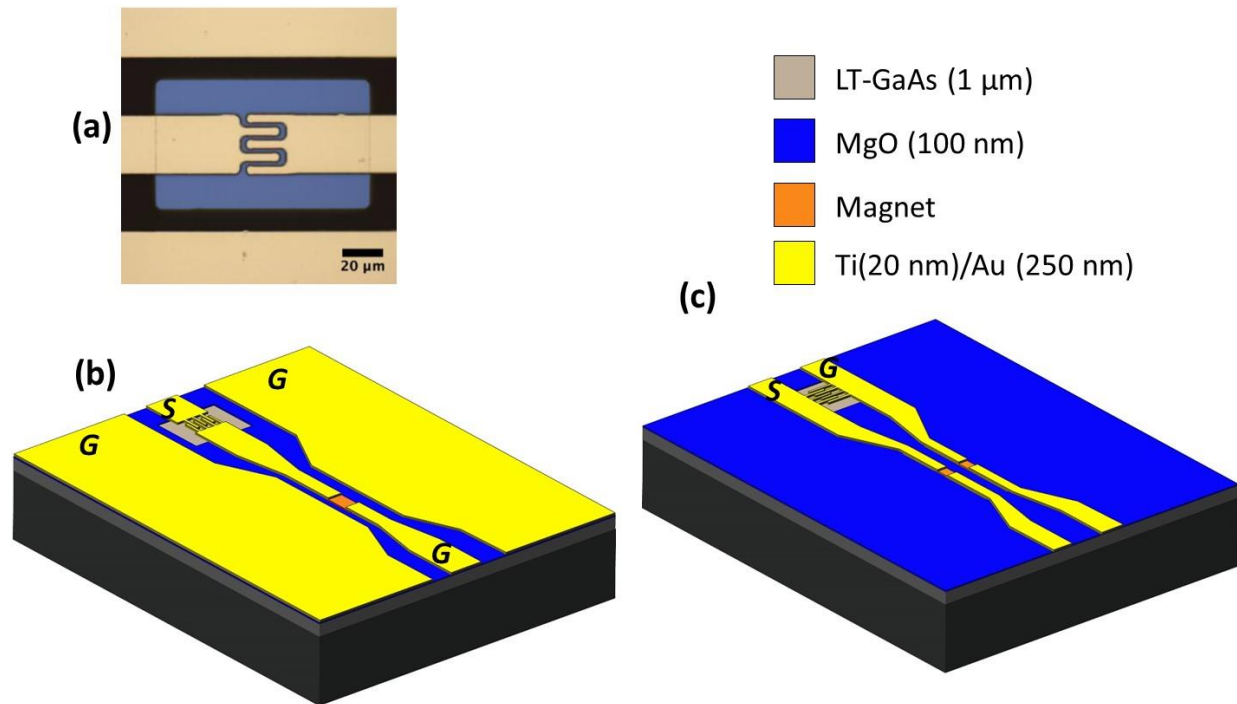 (a)
20 µm
LT-GaAs (1 µm)
MgO (100 nm)
Magnet
Ti(20 nm)/Au (250 nm)
(b)
G
S
G
G
(c)
G
S